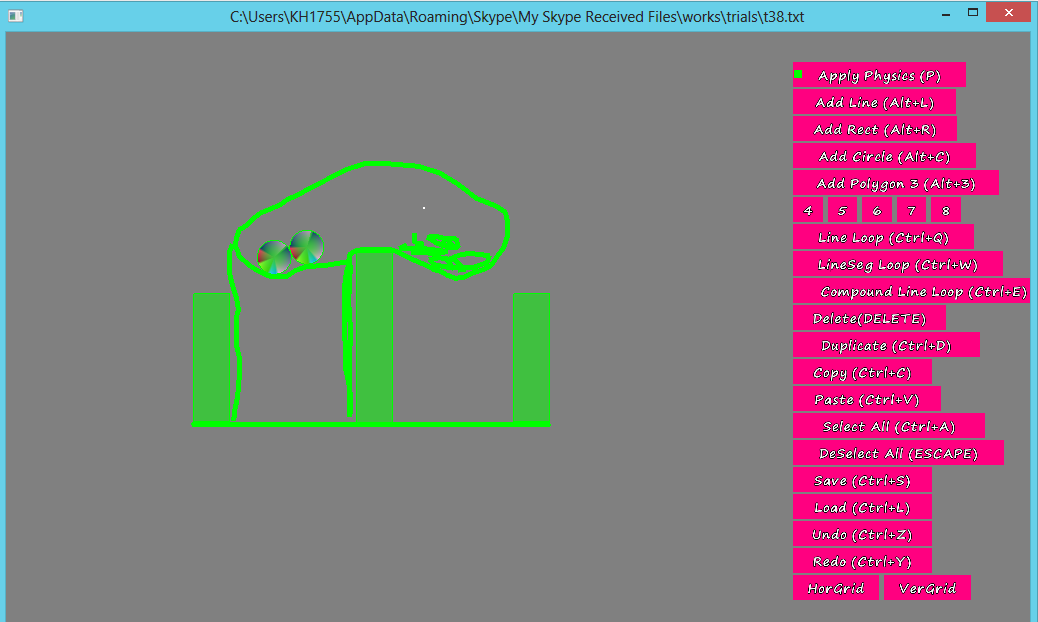 C:\Users\KH1755\AppData\Roaming\Skype\My Skype Received Files\works\trials\t38.txt
Apply Physics (P)
Add Line (Alt+L)
Add Rect (Alt+R)
Add Circle (Alt+C)
Add Polygon 3 (Alt+3)
4 5 6 7 8
Line Loop (Ctrl+Q)
LineSeg Loop (Ctrl+W)
Compound Line Loop (Ctrl+E)
Delete(DELETE)
Duplicate (Ctrl+D)
Copy (Ctrl+C)
Paste (Ctrl+V)
Select All (Ctrl+A)
DeSelect All (ESCAPE)
Save (Ctrl+S)
Load (Ctrl+L)
Undo (Ctrl+Z)
Redo (Ctrl+Y)
HorGrid VerGrid